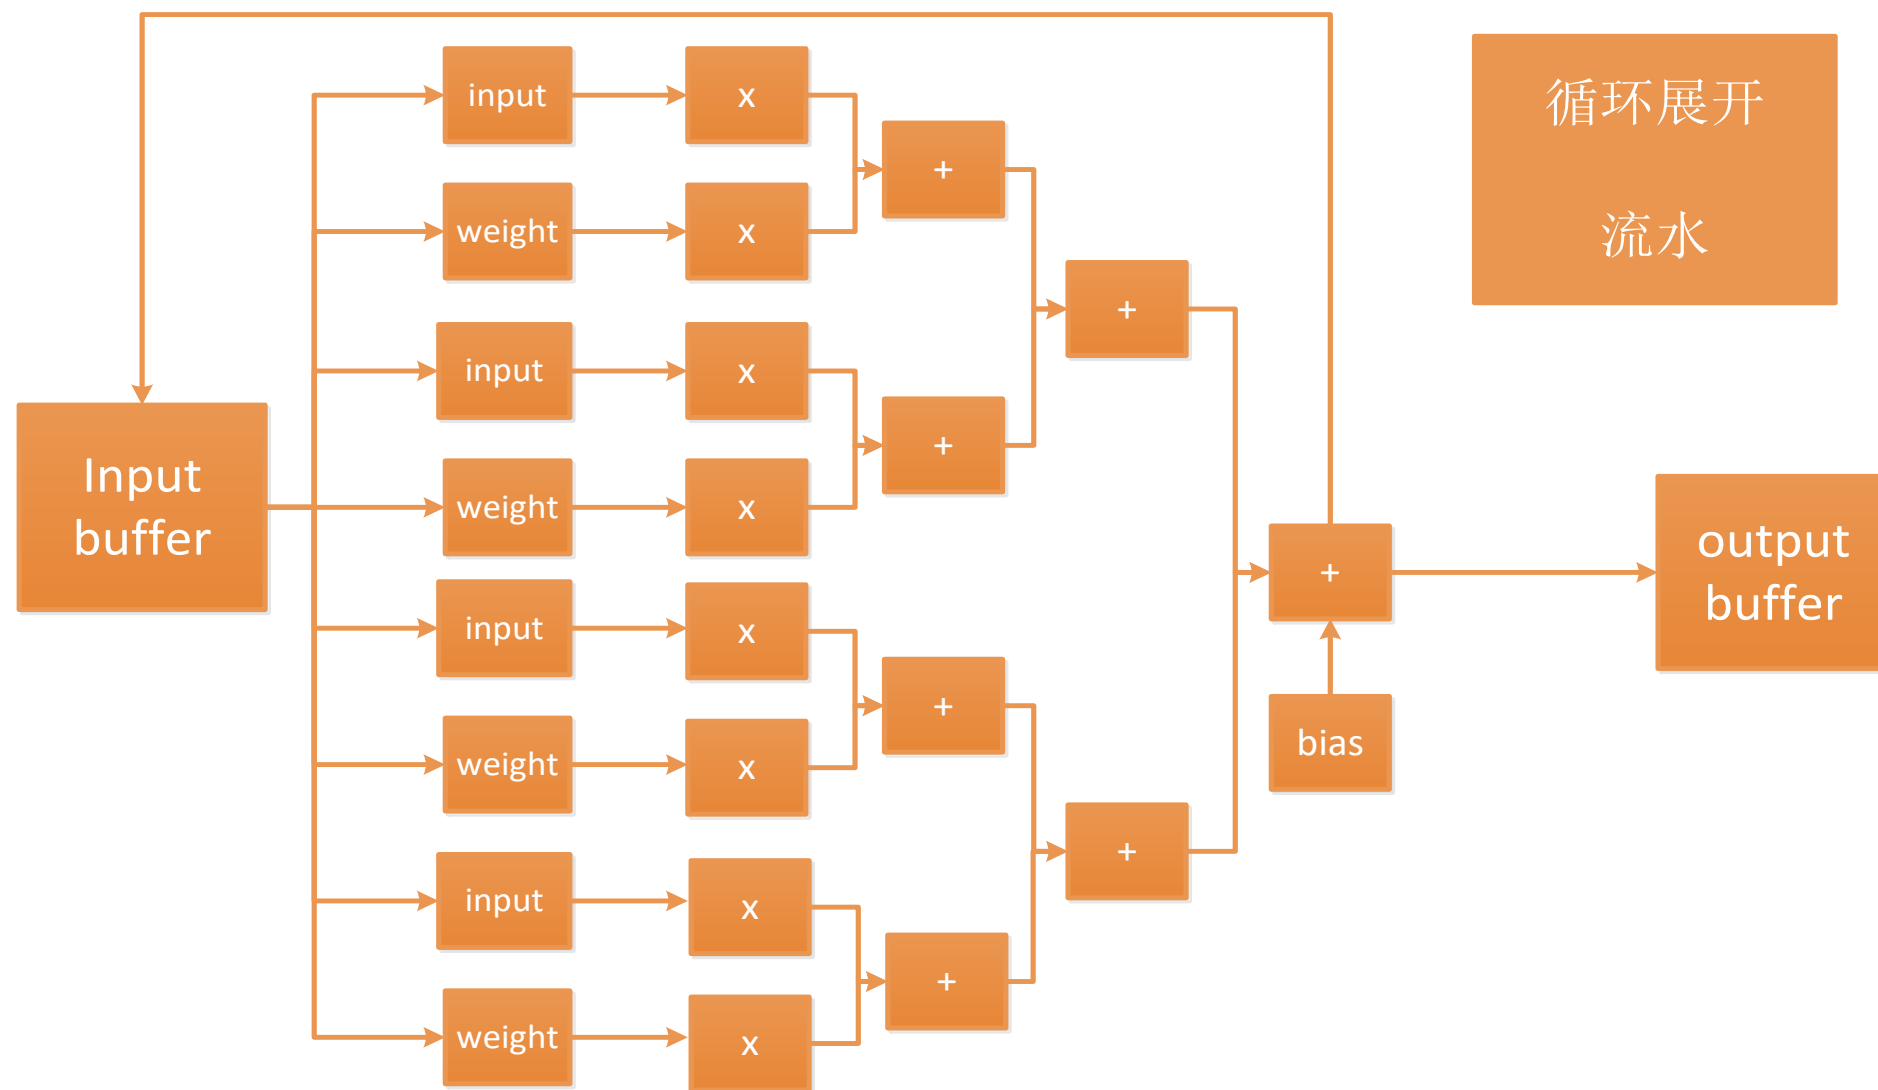 循环展开
流水
input
x
+
weight
x
+
input
x
+
weight
x
Input
buffer
+
output
buffer
input
x
+
bias
weight
x
+
input
x
+
weight
x